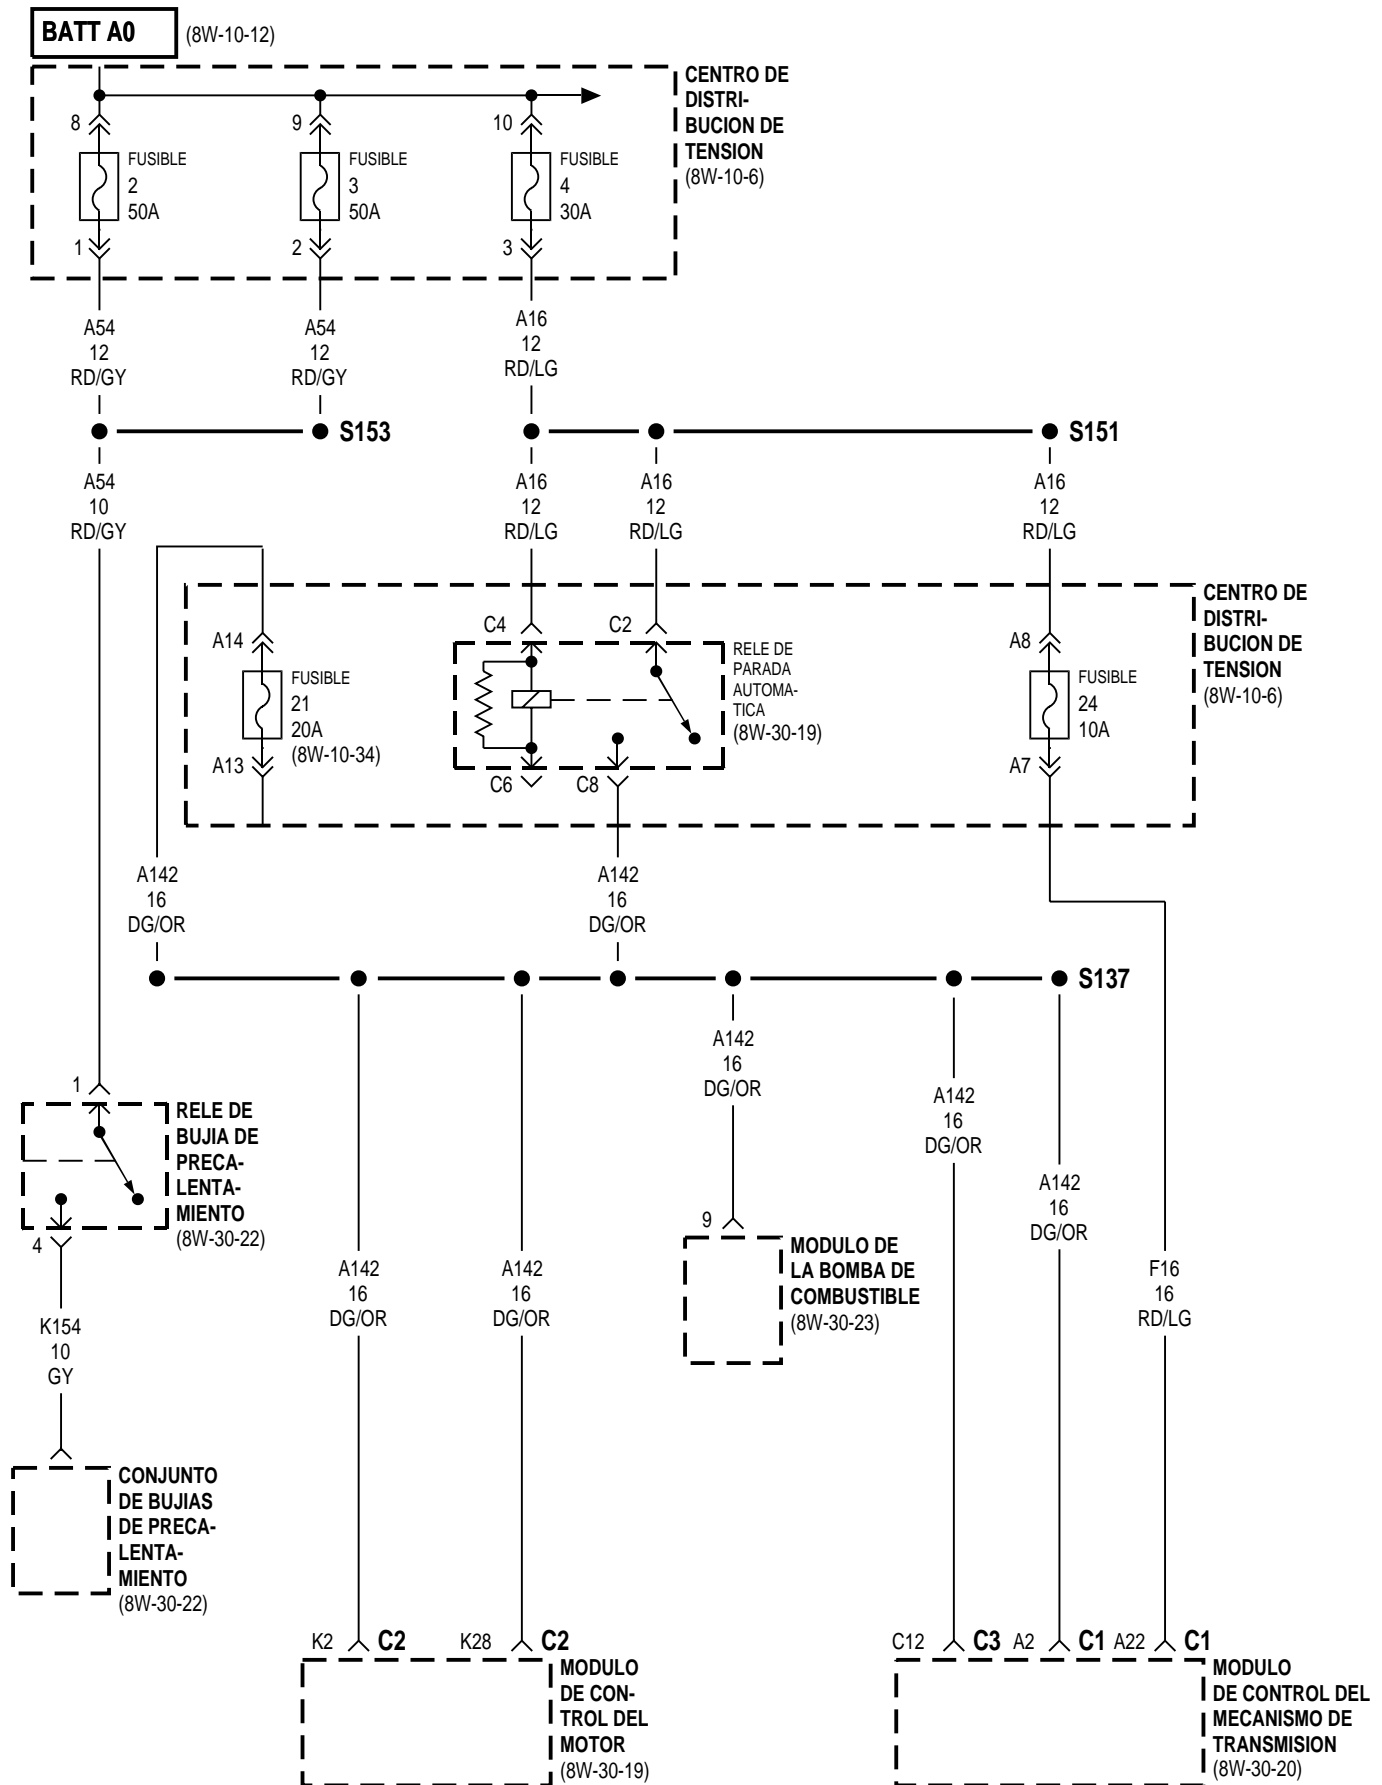 BATT A0
(8W-10-12)
CENTRO DE
DISTRI-
BUCION DE
TENSION
(8W-10-6)
8
9
10
FUSIBLE
2
50A
FUSIBLE
3
50A
FUSIBLE
4
30A
1
2
3
A54
12
RD/GY
A54
12
RD/GY
A16
12
RD/LG
S153
S151
A54
10
RD/GY
A16
12
RD/LG
A16
12
RD/LG
A16
12
RD/LG
CENTRO DE
DISTRI-
BUCION DE
TENSION
(8W-10-6)
A14
FUSIBLE
21
20A
(8W-10-34)
A13
C4
C2
RELE DE
PARADA
AUTOMA-
TICA
(8W-30-19)
C6
C8
A8
FUSIBLE
24
10A
A7
A142
16
DG/OR
A142
16
DG/OR
S137
A142
16
DG/OR
A142
16
DG/OR
A142
16
DG/OR
1
RELE DE
BUJIA DE
PRECA-
LENTA-
MIENTO
(8W-30-22)
4
9
MODULO DE
LA BOMBA DE
COMBUSTIBLE
(8W-30-23)
A142
16
DG/OR
A142
16
DG/OR
F16
16
RD/LG
K154
10
GY
CONJUNTO
DE BUJIAS
DE PRECA-
LENTA-
MIENTO
(8W-30-22)
K2
C2
K28
C2
C12
C3
A2
C1
A22
C1
MODULO
DE CON-
TROL DEL
MOTOR
(8W-30-19)
MODULO
DE CONTROL DEL
MECANISMO DE
TRANSMISION
(8W-30-20)